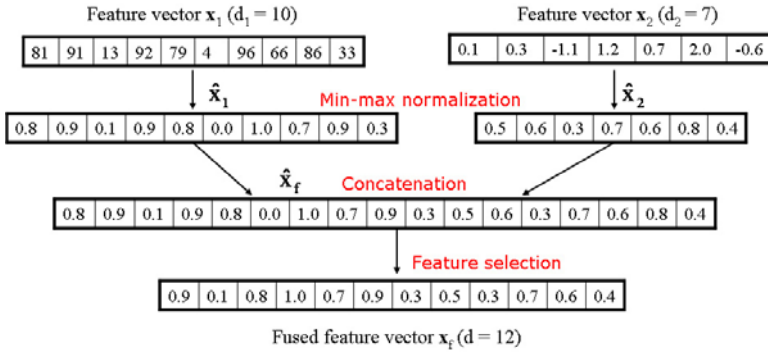 Feature vector x₁ (d₁ = 10)
Feature vector x₂ (d₂ = 7)
81 91 13 92 79 4 96 66 86 33
0.1 0.3 -1.1 1.2 0.7 2.0 -0.6
x̂₁
Min-max normalization
x̂₂
0.8 0.9 0.1 0.9 0.8 0.0 1.0 0.7 0.9 0.3
0.5 0.6 0.3 0.7 0.6 0.8 0.4
x̂f
Concatenation
0.8 0.9 0.1 0.9 0.8 0.0 1.0 0.7 0.9 0.3 0.5 0.6 0.3 0.7 0.6 0.8 0.4
Feature selection
0.9 0.1 0.8 1.0 0.7 0.9 0.3 0.5 0.3 0.7 0.6 0.4
Fused feature vector xf (d = 12)